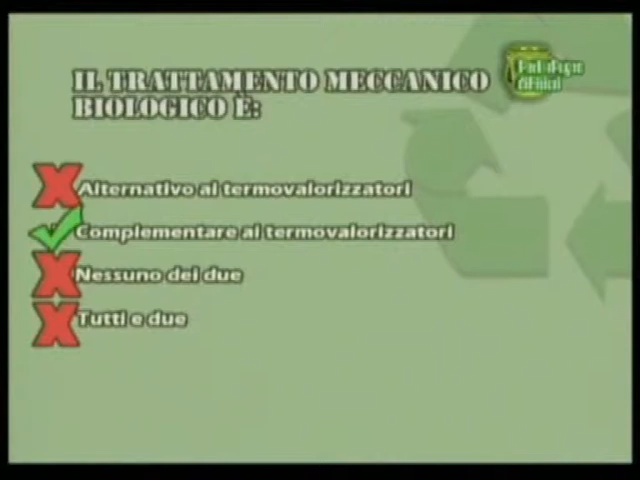 IL TRATTAMENTO MECCANICO
BIOLOGICO È:
Alternativo ai termovalorizzatori
Complementare ai termovalorizzatori
Nessuno dei due
Tutti e due